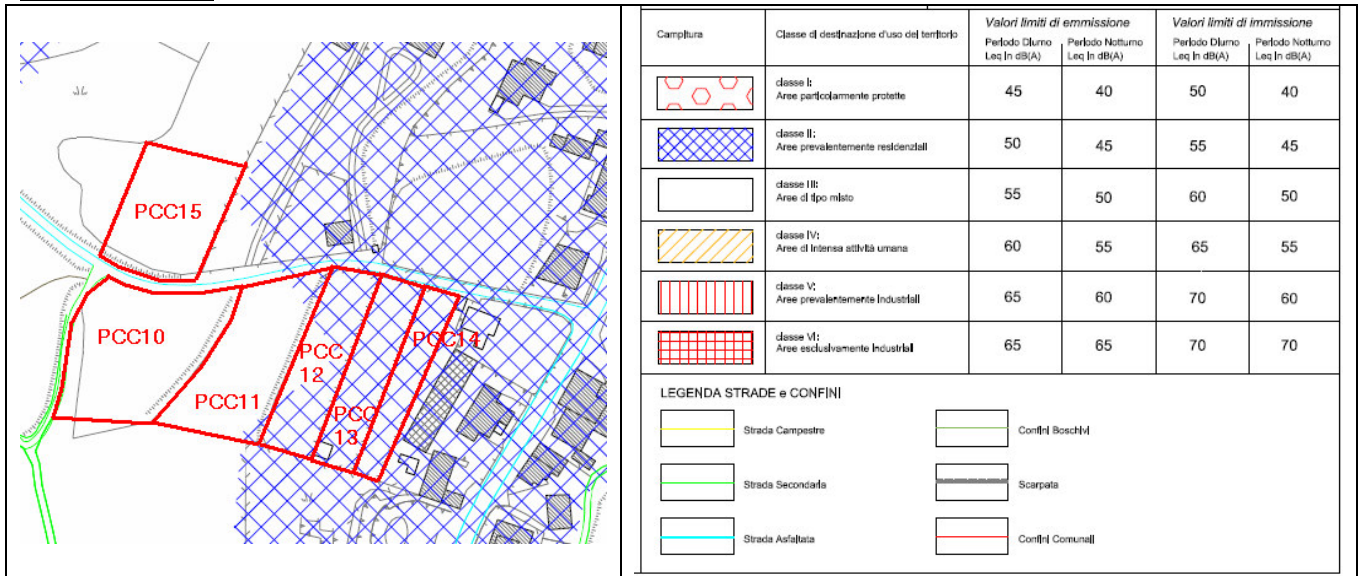 PCC15
PCC10
PCC11
PCC
12
PCC
13
PCC14
Campitura
Classe di destinazione d'uso del territorio
Valori limiti di emmissione
Valori limiti di immissione
Periodo Diurno
Leq in dB(A)
Periodo Notturno
Leq in dB(A)
Periodo Diurno
Leq in dB(A)
Periodo Notturno
Leq in dB(A)
classe I:
Aree particolarmente protette
45 40 50 40
classe II:
Aree prevalentemente residenziali
50 45 55 45
classe III:
Aree di tipo misto
55 50 60 50
classe IV:
Aree di intensa attività umana
60 55 65 55
classe V:
Aree prevalentemente industriali
65 60 70 60
classe VI:
Aree esclusivamente industriali
65 65 70 70
LEGENDA STRADE e CONFINI
Strada Campestre
Confini Boschivi
Strada Secondaria
Scarpata
Strada Asfaltata
Confini Comunali